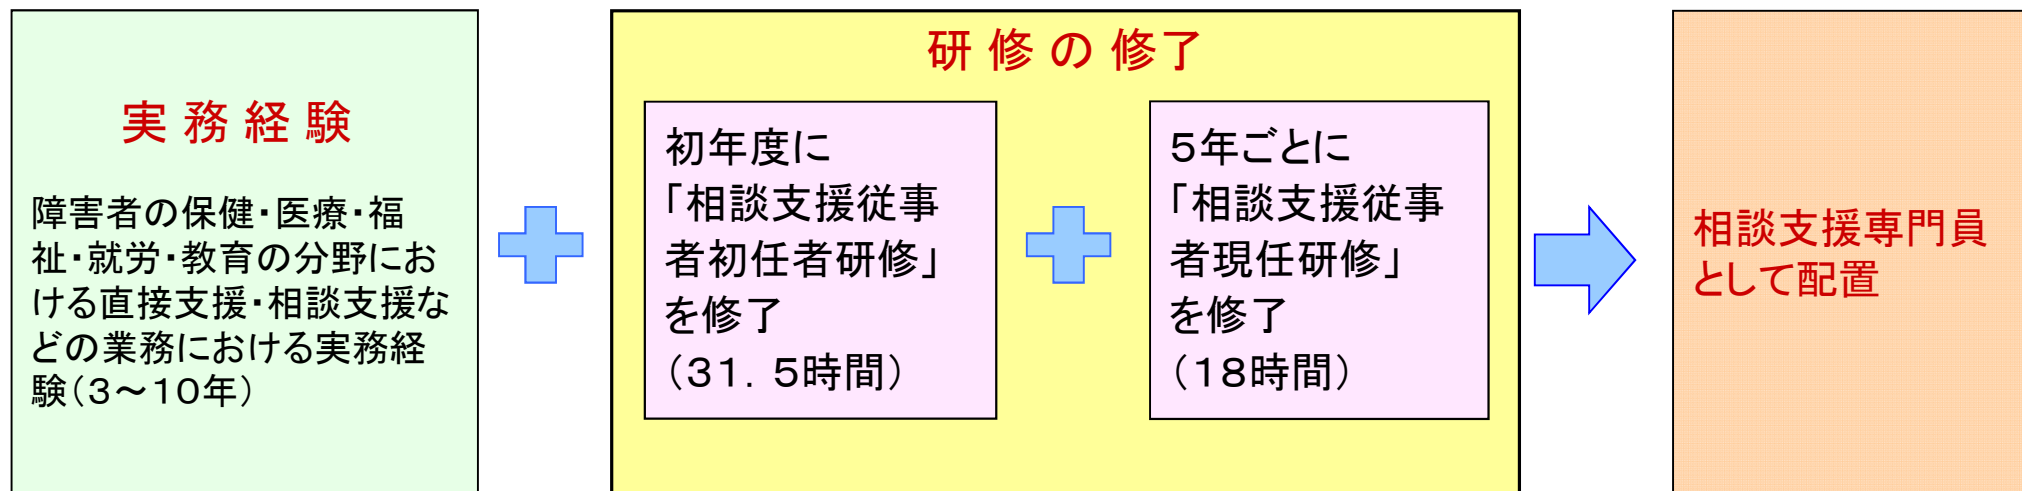 実務経験
障害者の保健・医療・福
祉・就労・教育の分野にお
ける直接支援・相談支援な
どの業務における実務経
験(3～10年)
研修の修了
初年度に
「相談支援従事
者初任者研修」
を修了
(31．5時間)
5年ごとに
「相談支援従事
者現任研修」
を修了
(18時間)
相談支援専門員
として配置